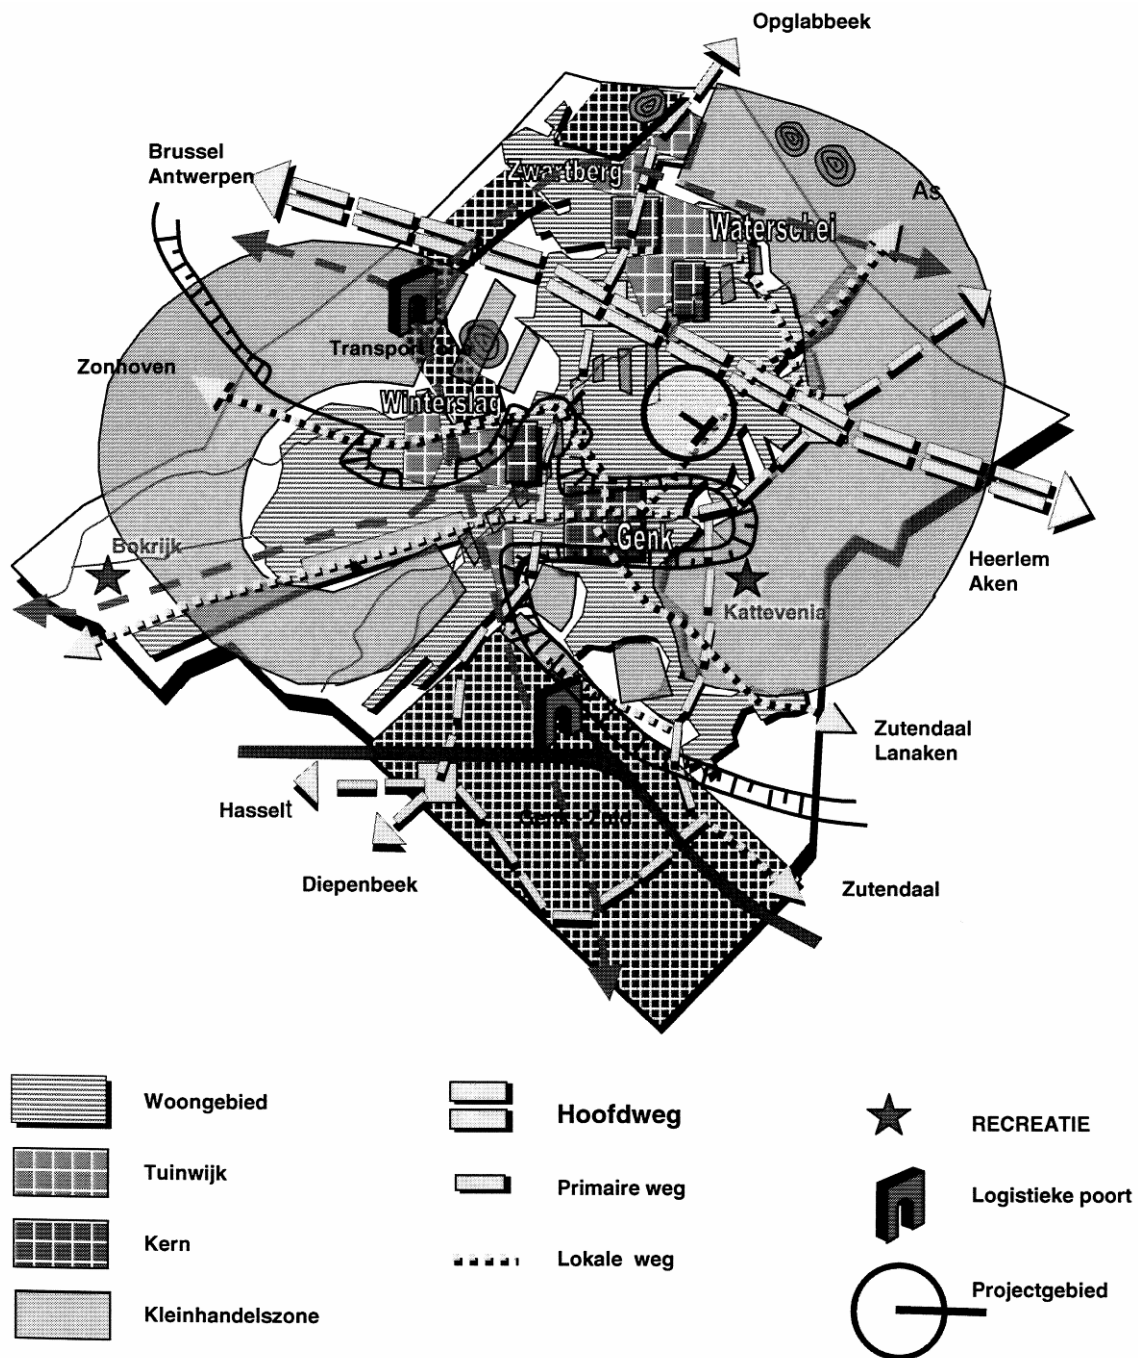 Opglabbeek
Brussel
Antwerpen
Zwartberg
As
Waterschei
Zonhoven
Winterslag
Bokrijk
Genk
Kattevenia
Heerlem
Aken
Zutendaal
Lanaken
Hasselt
Diepenbeek
Zutendaal
Woongebied
Hoofdweg
RECREATIE
Tuinwijk
Primaire weg
Logistieke poort
Kern
Lokale weg
Projectgebied
Kleinhandelszone